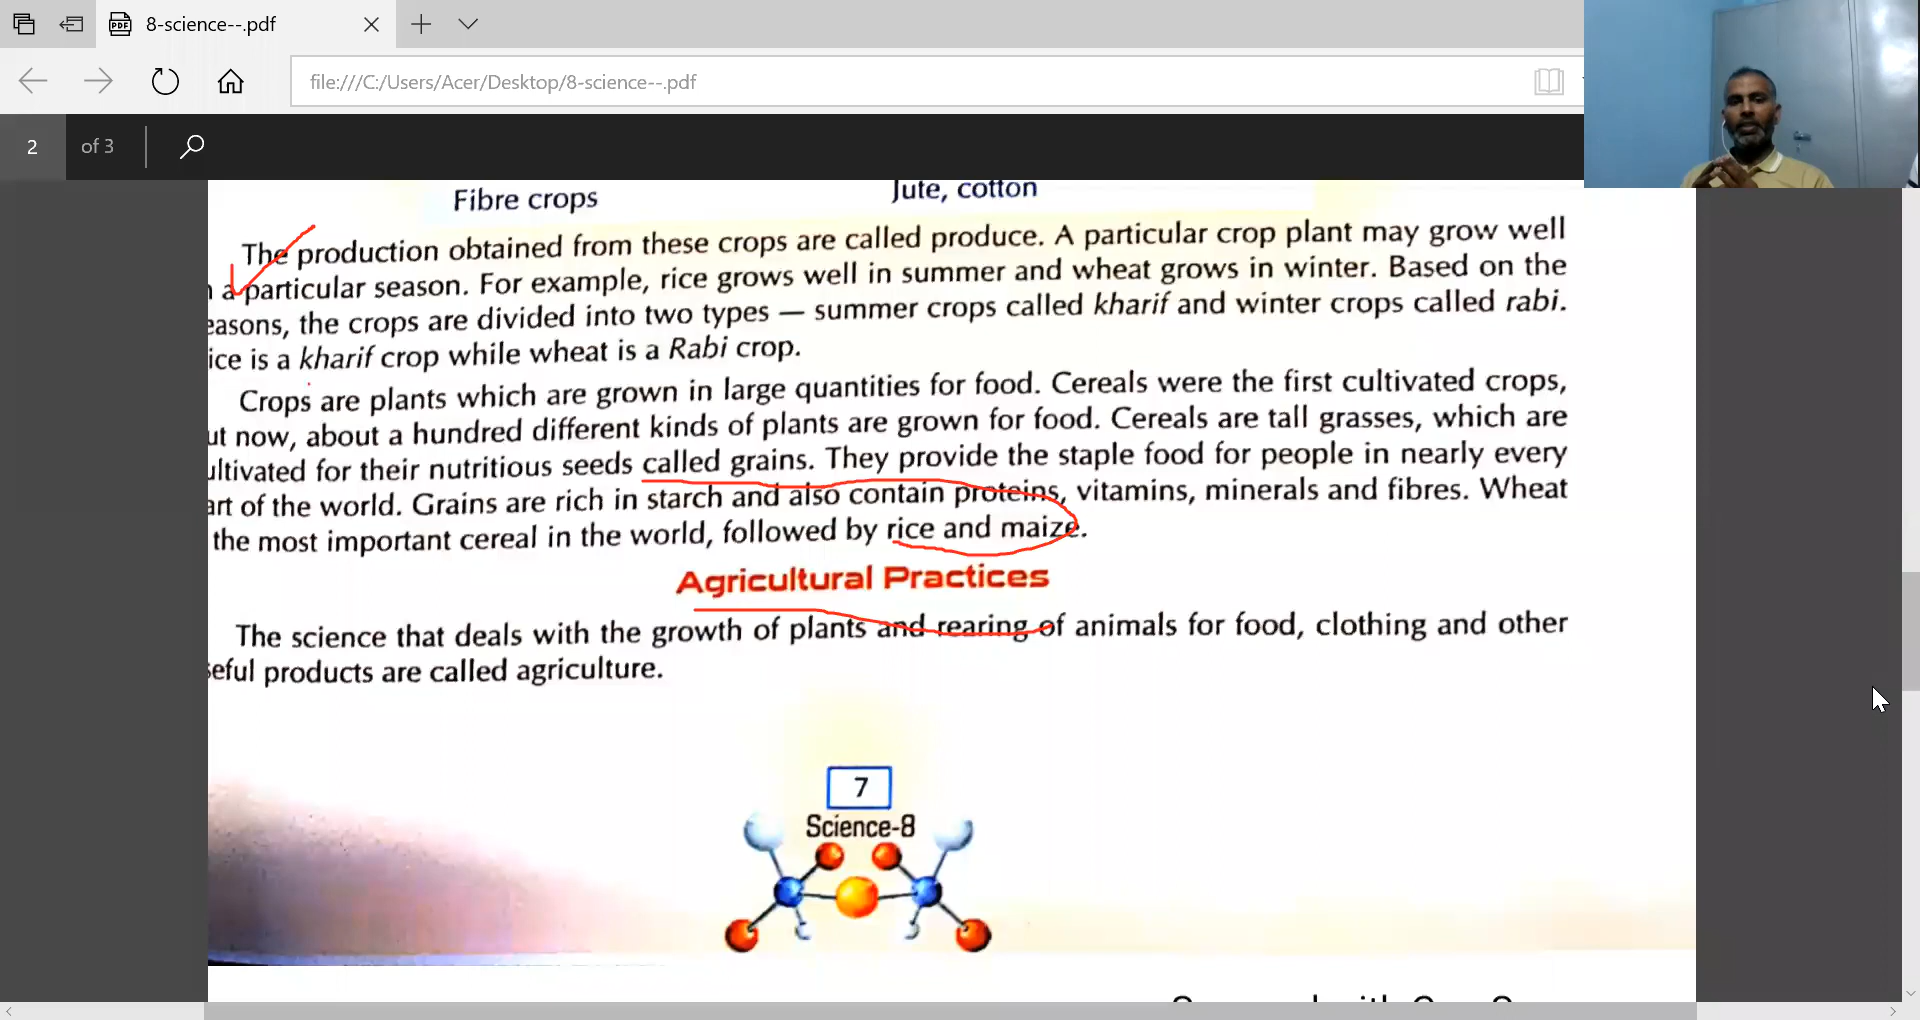 8-science--.pdf
file:///C:/Users/Acer/Desktop/8-science--.pdf
2 of 3
Fibre crops Jute, cotton
The production obtained from these crops are called produce. A particular crop plant may grow well
a particular season. For example, rice grows well in summer and wheat grows in winter. Based on the
easons, the crops are divided into two types — summer crops called kharif and winter crops called rabi.
ice is a kharif crop while wheat is a Rabi crop.
Crops are plants which are grown in large quantities for food. Cereals were the first cultivated crops,
ut now, about a hundred different kinds of plants are grown for food. Cereals are tall grasses, which are
ultivated for their nutritious seeds called grains. They provide the staple food for people in nearly every
art of the world. Grains are rich in starch and also contain proteins, vitamins, minerals and fibres. Wheat
the most important cereal in the world, followed by rice and maize.
Agricultural Practices
The science that deals with the growth of plants and rearing of animals for food, clothing and other
seful products are called agriculture.
7
Science-8